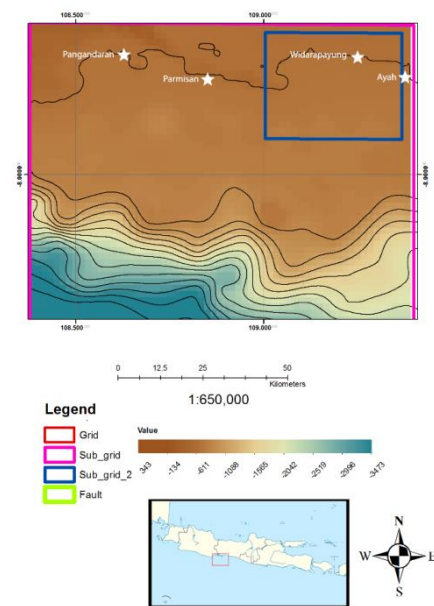 108.500
109.000
Pangandaran
Parmisan
Widarapayung
Ayah
-8.0000
-8.0000
108.500
109.000
0 12.5 25 50
Kilometers
1:650,000
Legend
Grid
Sub_grid
Sub_grid_2
Fault
Value
343 -134 -611 -1088 -1565 -2042 -2519 -2996 -3473
N
W E
S